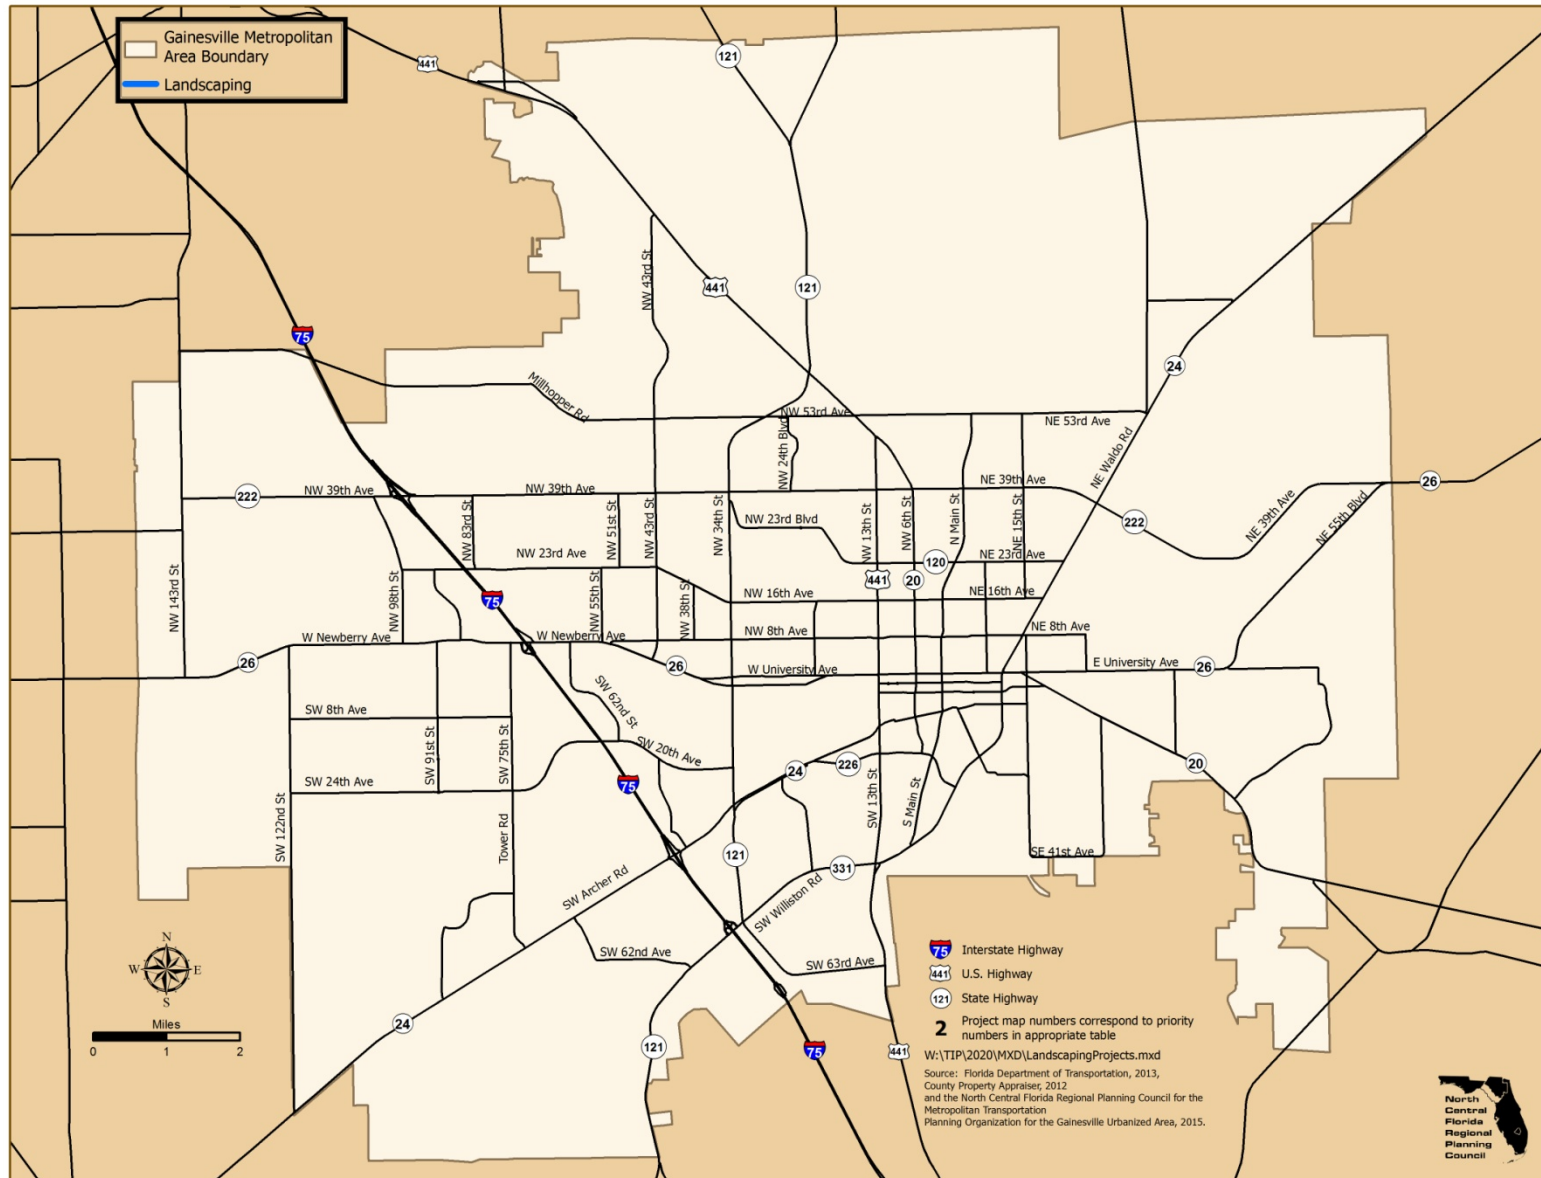 Gainesville Metropolitan
Area Boundary
Landscaping
441
121
75
NW 43rd St
441
121
24
Millhopper Rd
NW 53rd Ave
NE 53rd Ave
NW 24th Blvd
NE Waldo Rd
222
NW 39th Ave
NW 39th Ave
NE 39th Ave
26
NW 83rd St
NW 51st St
NW 43rd St
NW 34th St
NW 23rd Blvd
NW 13th St
NW 6th St
N Main St
NE 15th St
222
NE 39th Ave
NE 55th Blvd
NW 23rd Ave
120
NE 23rd Ave
NW 143rd St
NW 98th St
75
NW 55th St
NW 38th St
441
20
NW 16th Ave
NE 16th Ave
W Newberry Ave
W Newberry Ave
NW 8th Ave
NE 8th Ave
26
26
W University Ave
E University Ave
26
SW 62nd St
SW 8th Ave
SW 91st St
SW 75th St
SW 20th Ave
SW 24th Ave
75
24
226
20
SW 122nd St
Tower Rd
SW 13th St
S Main St
121
331
SE 41st Ave
SW Archer Rd
SW Williston Rd
SW 62nd Ave
SW 63rd Ave
N
W
E
S
Miles
0
1
2
24
121
75
441
75
Interstate Highway
441
U.S. Highway
121
State Highway
2
Project map numbers correspond to priority
numbers in appropriate table
W:\TIP\2020\MXD\LandscapingProjects.mxd
Source: Florida Department of Transportation, 2013,
County Property Appraiser, 2012
and the North Central Florida Regional Planning Council for the
Metropolitan Transportation
Planning Organization for the Gainesville Urbanized Area, 2015.
North
Central
Florida
Regional
Planning
Council